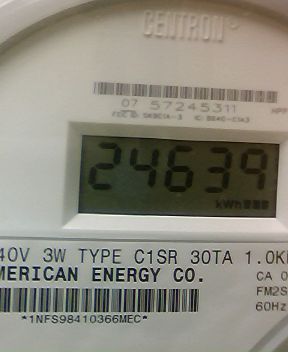 CENTRON®
07 57245311
24639
kWh
40V 3W TYPE C1SR 30TA 1.0K
MERICAN ENERGY CO.
CA 0
FM2S
60Hz
*1NFS98410366MEC*